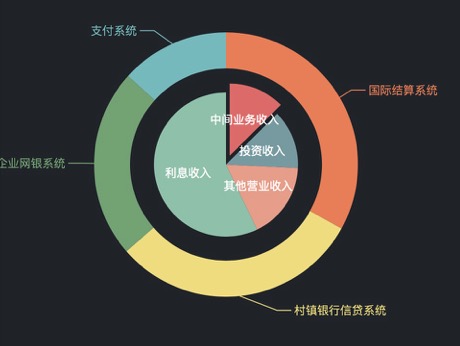 支付系统
国际结算系统
中间业务收入
投资收入
企业网银系统
利息收入
其他营业收入
村镇银行信贷系统